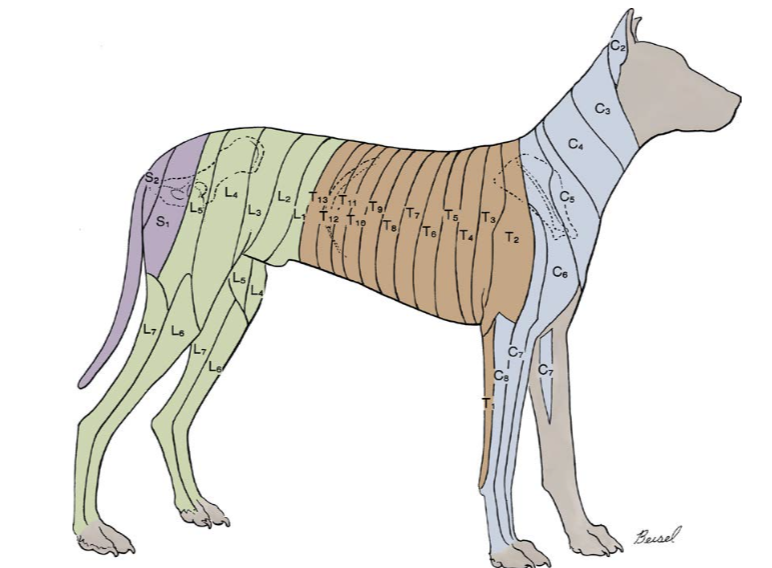 C2
C3
C4
C5
C6
C7
C8
C7
T1
T2
T3
T4
T5
T6
T7
T8
T9
T10
T11
T12
T13
L1
L2
L3
L4
L5
S1
S2
L5
L4
L7
L6
L7
L6
Beisel